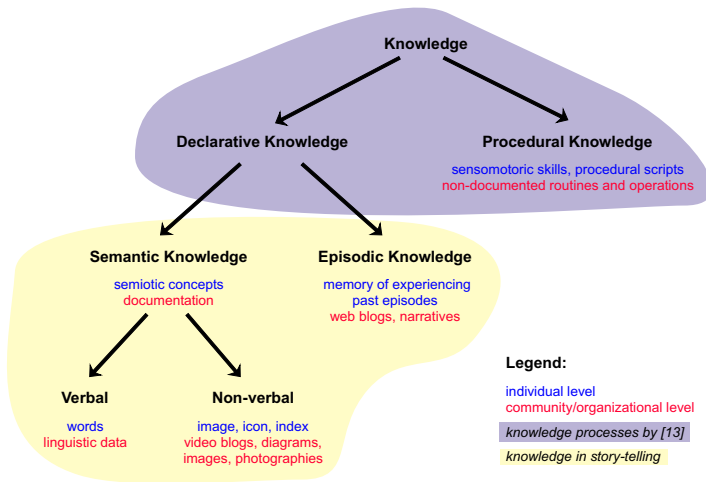 Knowledge
Declarative Knowledge
Procedural Knowledge
sensomotoric skills, procedural scripts
non-documented routines and operations
Semantic Knowledge
semiotic concepts
documentation
Episodic Knowledge
memory of experiencing
past episodes
web blogs, narratives
Verbal
words
linguistic data
Non-verbal
image, icon, index
video blogs, diagrams,
images, photographies
Legend:
individual level
community/organizational level
knowledge processes by [13]
knowledge in story-telling